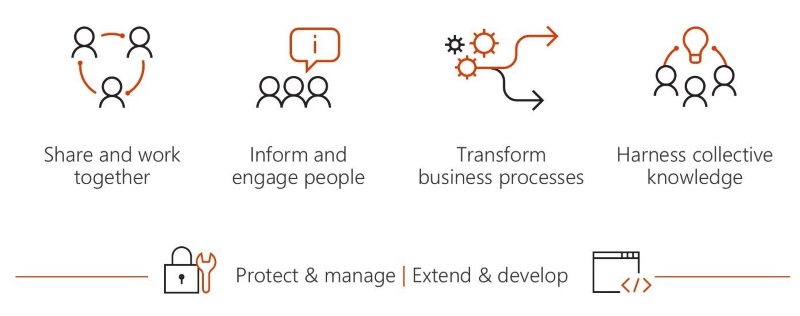 i
Share and work
together
Inform and
engage people
Transform
business processes
Harness collective
knowledge
Protect & manage | Extend & develop
</>